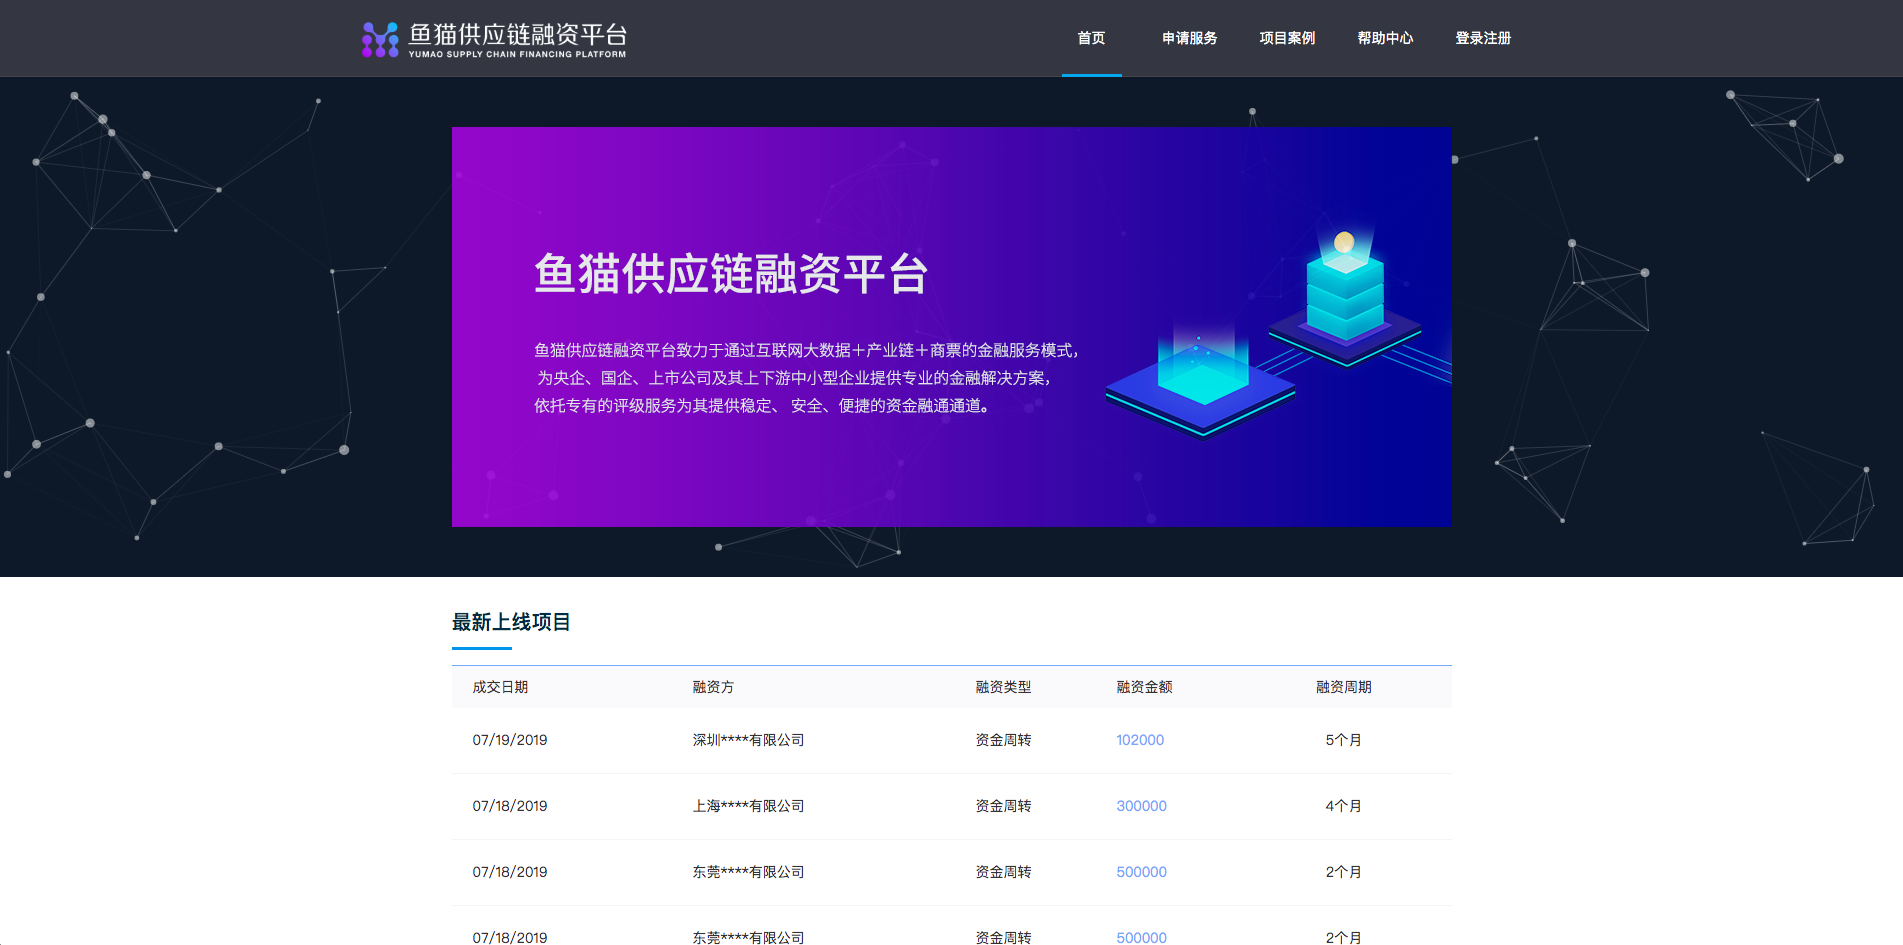 鱼猫供应链融资平台
YUMAO SUPPLY CHAIN FINANCING PLATFORM
首页 申请服务 项目案例 帮助中心 登录注册
鱼猫供应链融资平台
鱼猫供应链融资平台致力于通过互联网大数据＋产业链＋商票的金融服务模式，
为央企、国企、上市公司及其上下游中小型企业提供专业的金融解决方案，
依托专有的评级服务为其提供稳定、 安全、便捷的资金融通通道。
最新上线项目
成交日期 融资方 融资类型 融资金额 融资周期
07/19/2019 深圳****有限公司 资金周转 102000 5个月
07/18/2019 上海****有限公司 资金周转 300000 4个月
07/18/2019 东莞****有限公司 资金周转 500000 2个月
07/18/2019 东莞****有限公司 资金周转 500000 2个月